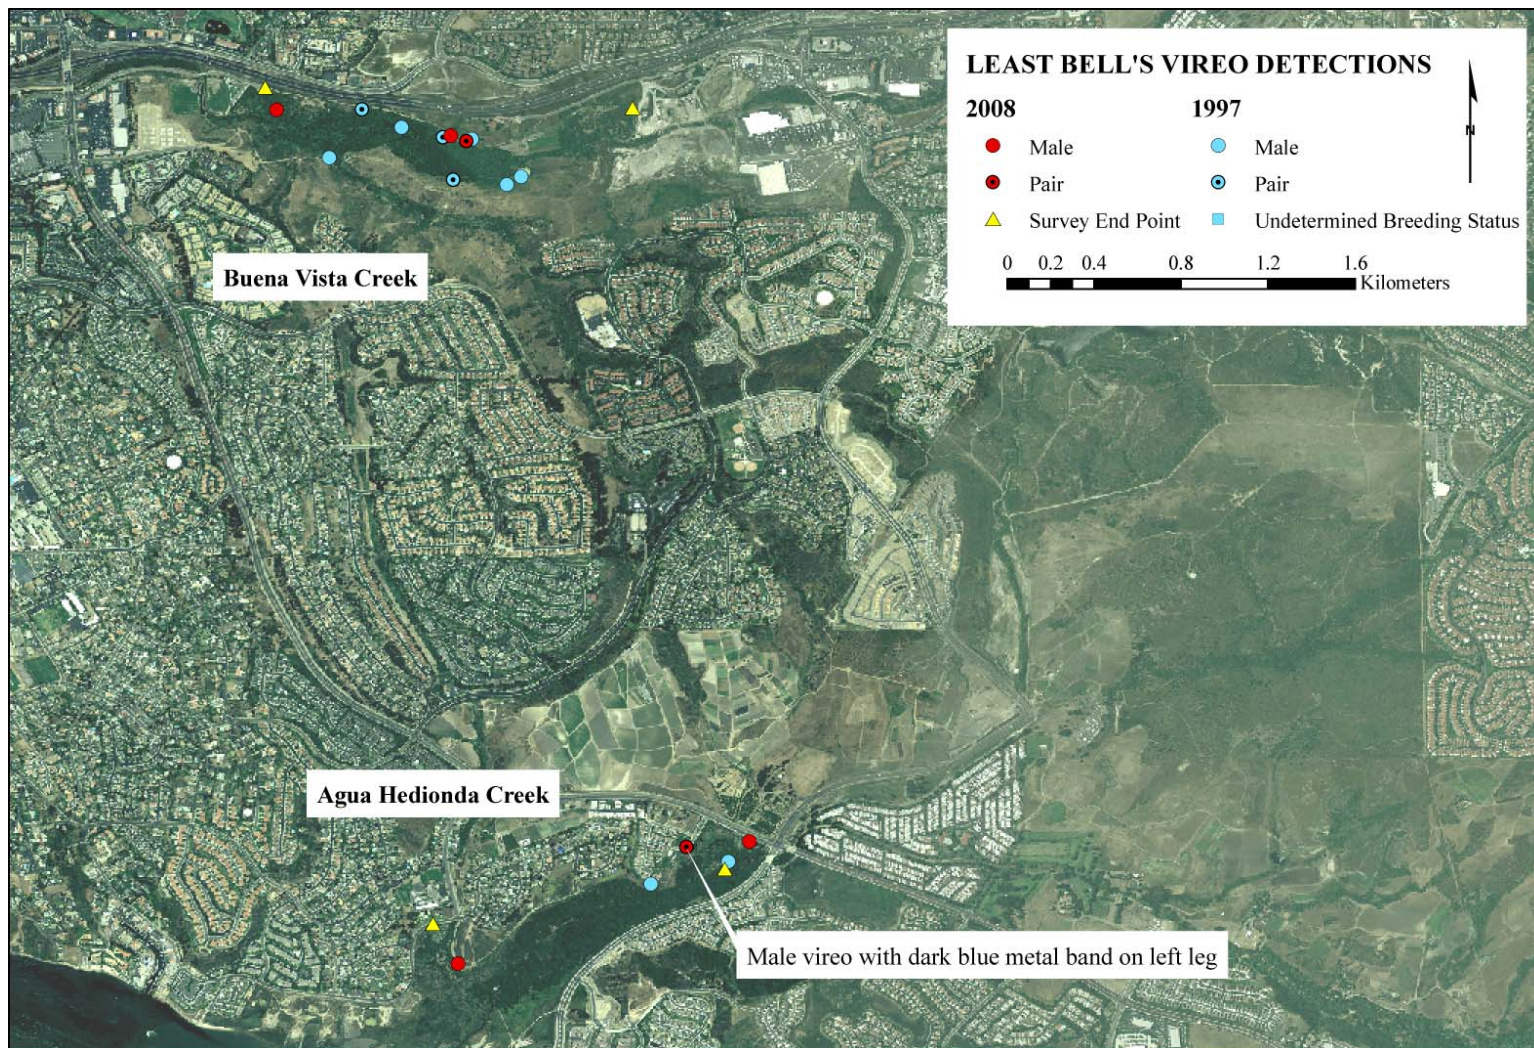 LEAST BELL'S VIREO DETECTIONS
2008 1997
N
Male Male
Pair Pair
Survey End Point Undetermined Breeding Status
0 0.2 0.4 0.8 1.2 1.6
Kilometers
Buena Vista Creek
Agua Hedionda Creek
Male vireo with dark blue metal band on left leg